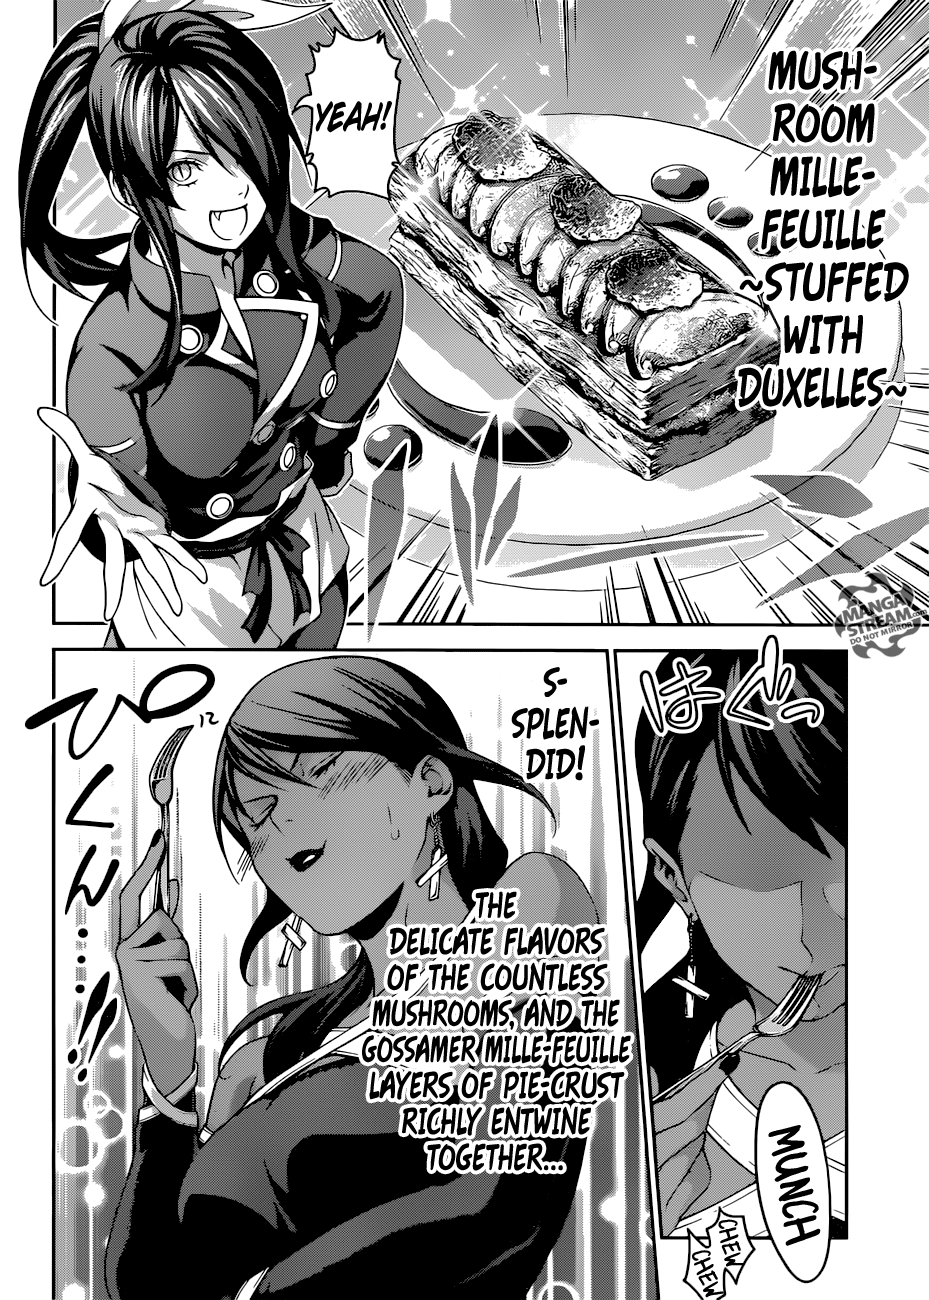 MUSH-
ROOM
MILLE-
FEUILLE
~STUFFED
WITH
DUXELLES~
YEAH!
MANGA
STREAM.com
DO NOT MIRROR
はぐっ
MUNCH
CHEW
CHEW
S-
SPLEN-
DID!
THE
DELICATE FLAVORS
OF THE COUNTLESS
MUSHROOMS, AND THE
GOSSAMER MILLE-FEUILLE
LAYERS OF PIE-CRUST
RICHLY ENTWINE
TOGETHER...
ぴく
くん…!!